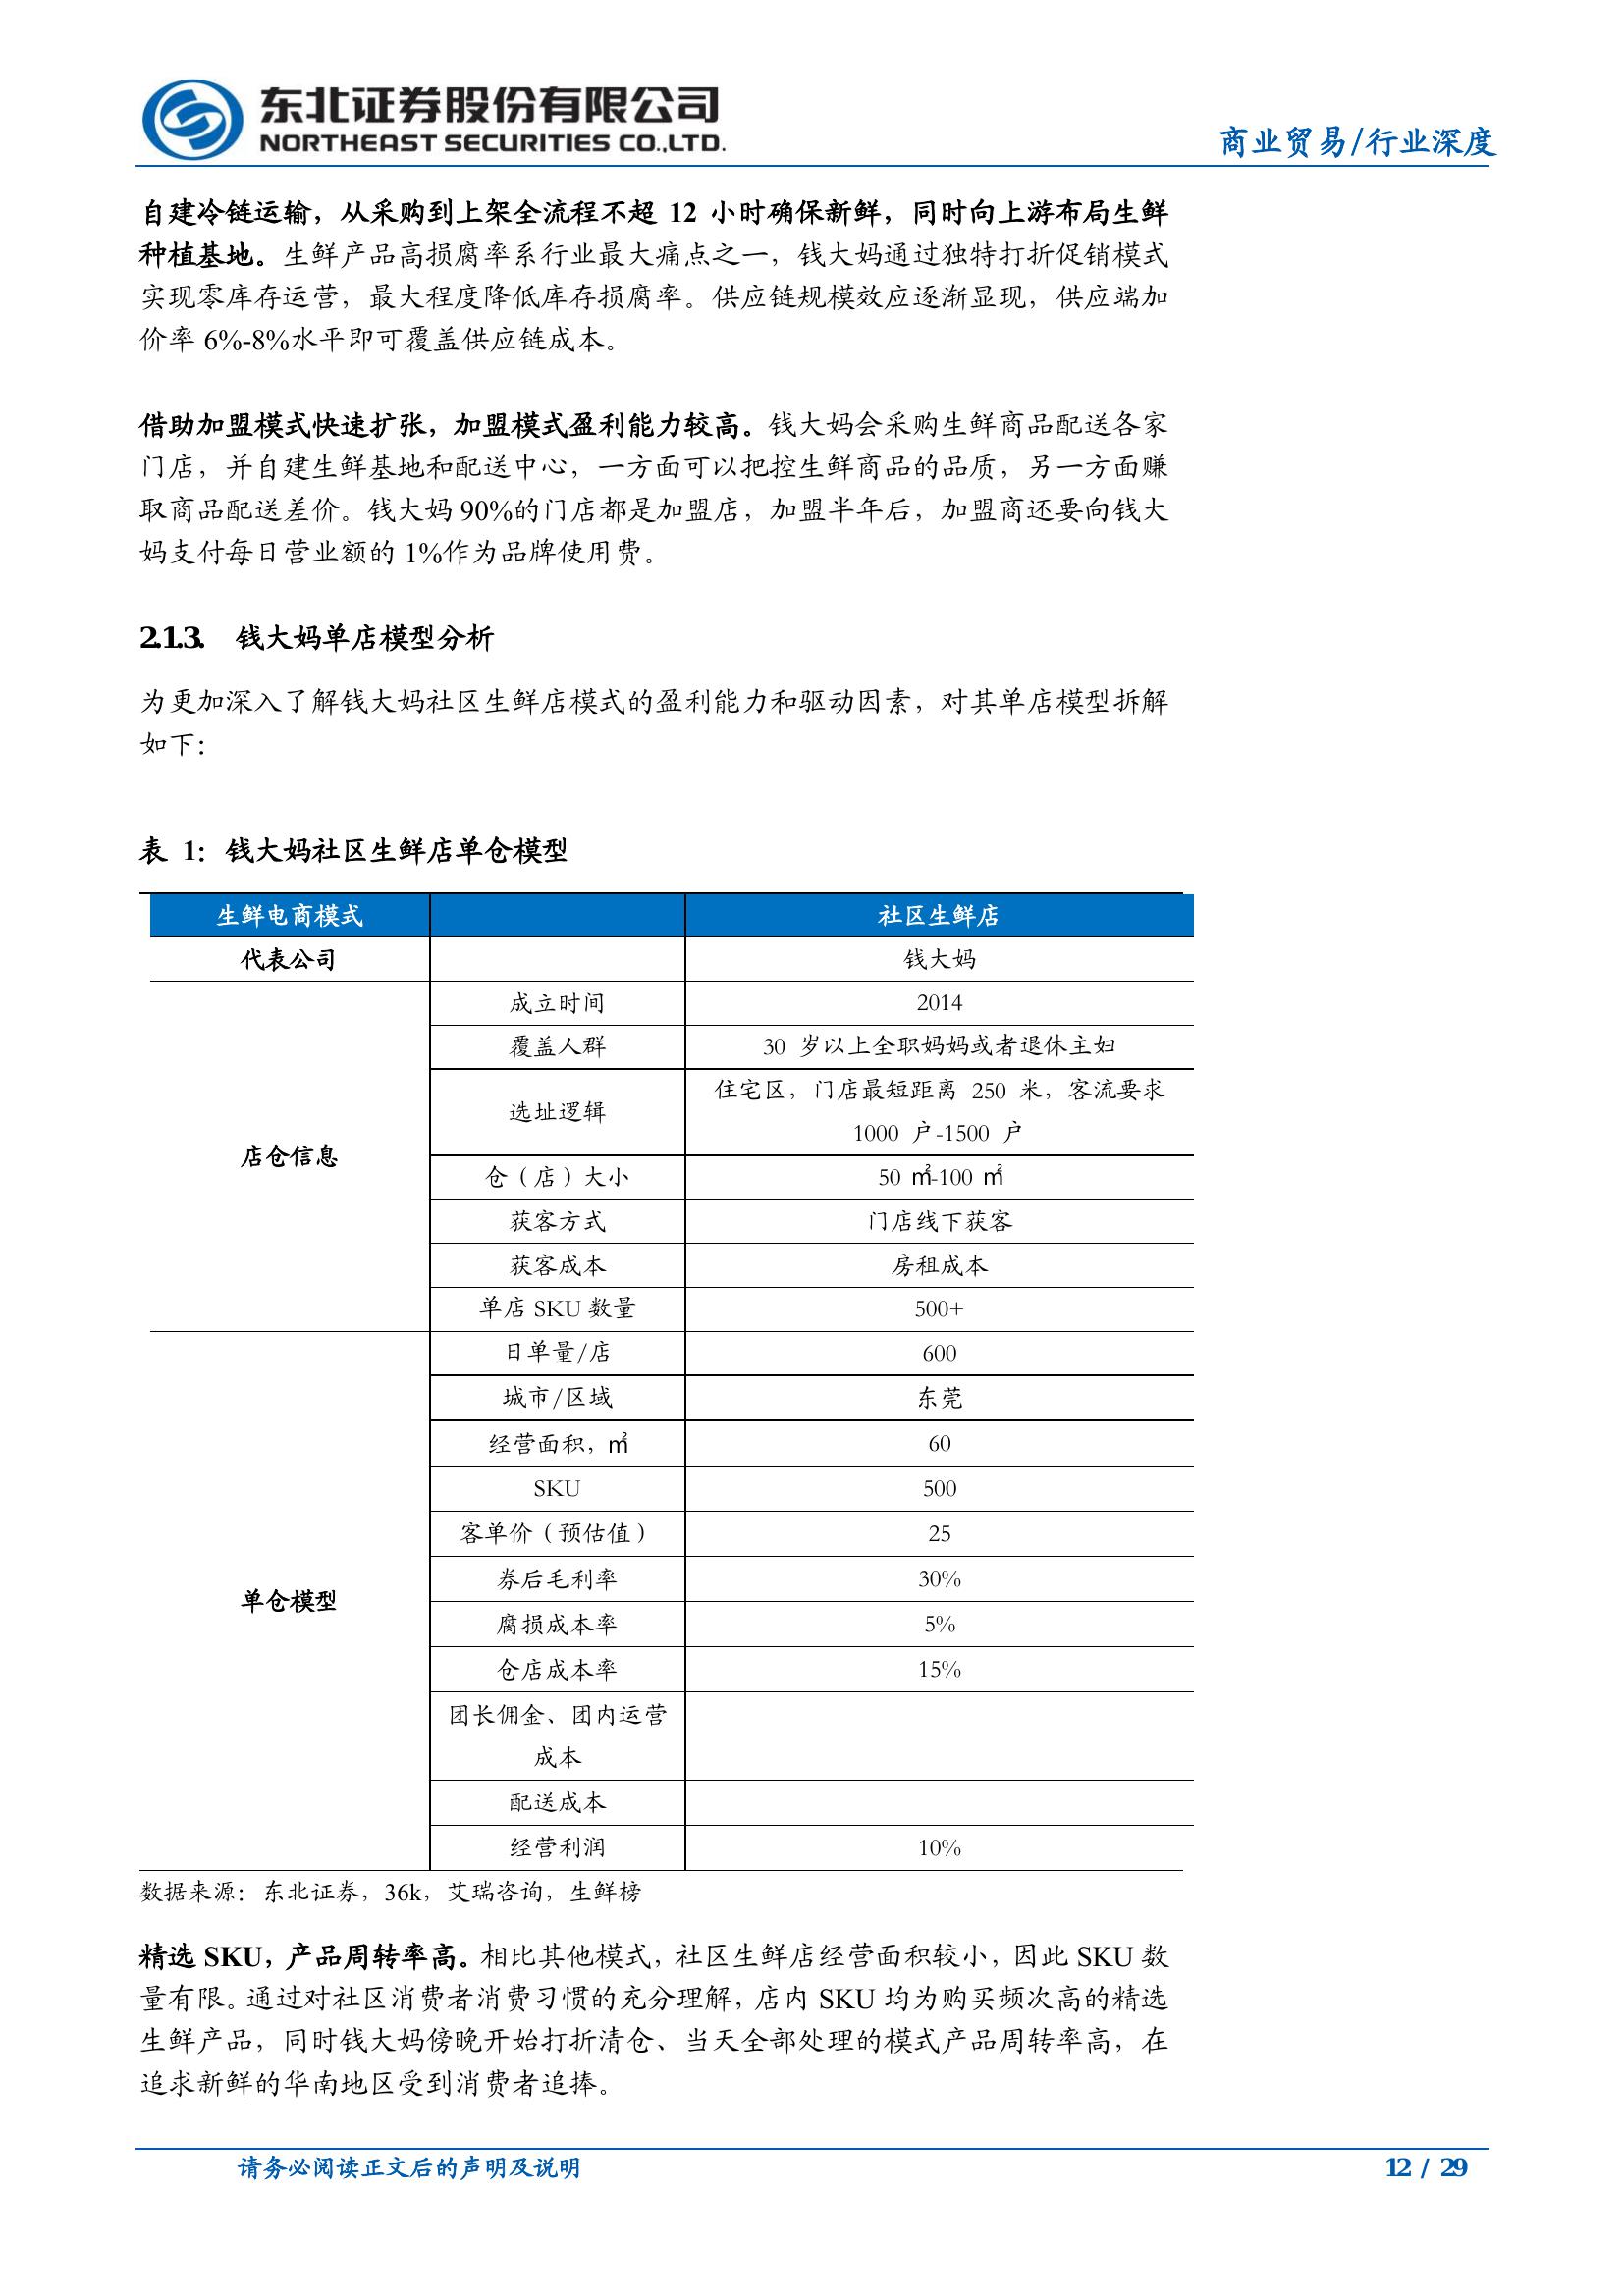 东北证券股份有限公司
NORTHEAST SECURITIES CO.,LTD.
商业贸易/行业深度
自建冷链运输，从采购到上架全流程不超 12 小时确保新鲜，同时向上游布局生鲜
种植基地。生鲜产品高损腐率系行业最大痛点之一，钱大妈通过独特打折促销模式
实现零库存运营，最大程度降低库存损腐率。供应链规模效应逐渐显现，供应端加
价率 6%-8%水平即可覆盖供应链成本。
借助加盟模式快速扩张，加盟模式盈利能力较高。钱大妈会采购生鲜商品配送各家
门店，并自建生鲜基地和配送中心，一方面可以把控生鲜商品的品质，另一方面赚
取商品配送差价。钱大妈 90%的门店都是加盟店，加盟半年后，加盟商还要向钱大
妈支付每日营业额的 1%作为品牌使用费。
2.1.3. 钱大妈单店模型分析
为更加深入了解钱大妈社区生鲜店模式的盈利能力和驱动因素，对其单店模型拆解
如下：
表 1：钱大妈社区生鲜店单仓模型
生鲜电商模式 社区生鲜店
代表公司 钱大妈
店仓信息
成立时间 2014
覆盖人群 30 岁以上全职妈妈或者退休主妇
选址逻辑 住宅区，门店最短距离 250 米，客流要求
1000 户-1500 户
仓（店）大小 50 ㎡-100 ㎡
获客方式 门店线下获客
获客成本 房租成本
单店 SKU 数量 500+
单仓模型
日单量/店 600
城市/区域 东莞
经营面积，㎡ 60
SKU 500
客单价（预估值） 25
券后毛利率 30%
腐损成本率 5%
仓店成本率 15%
团长佣金、团内运营
成本
配送成本
经营利润 10%
数据来源：东北证券，36k，艾瑞咨询，生鲜榜
精选 SKU，产品周转率高。相比其他模式，社区生鲜店经营面积较小，因此 SKU 数
量有限。通过对社区消费者消费习惯的充分理解，店内 SKU 均为购买频次高的精选
生鲜产品，同时钱大妈傍晚开始打折清仓、当天全部处理的模式产品周转率高，在
追求新鲜的华南地区受到消费者追捧。
请务必阅读正文后的声明及说明
12 / 29